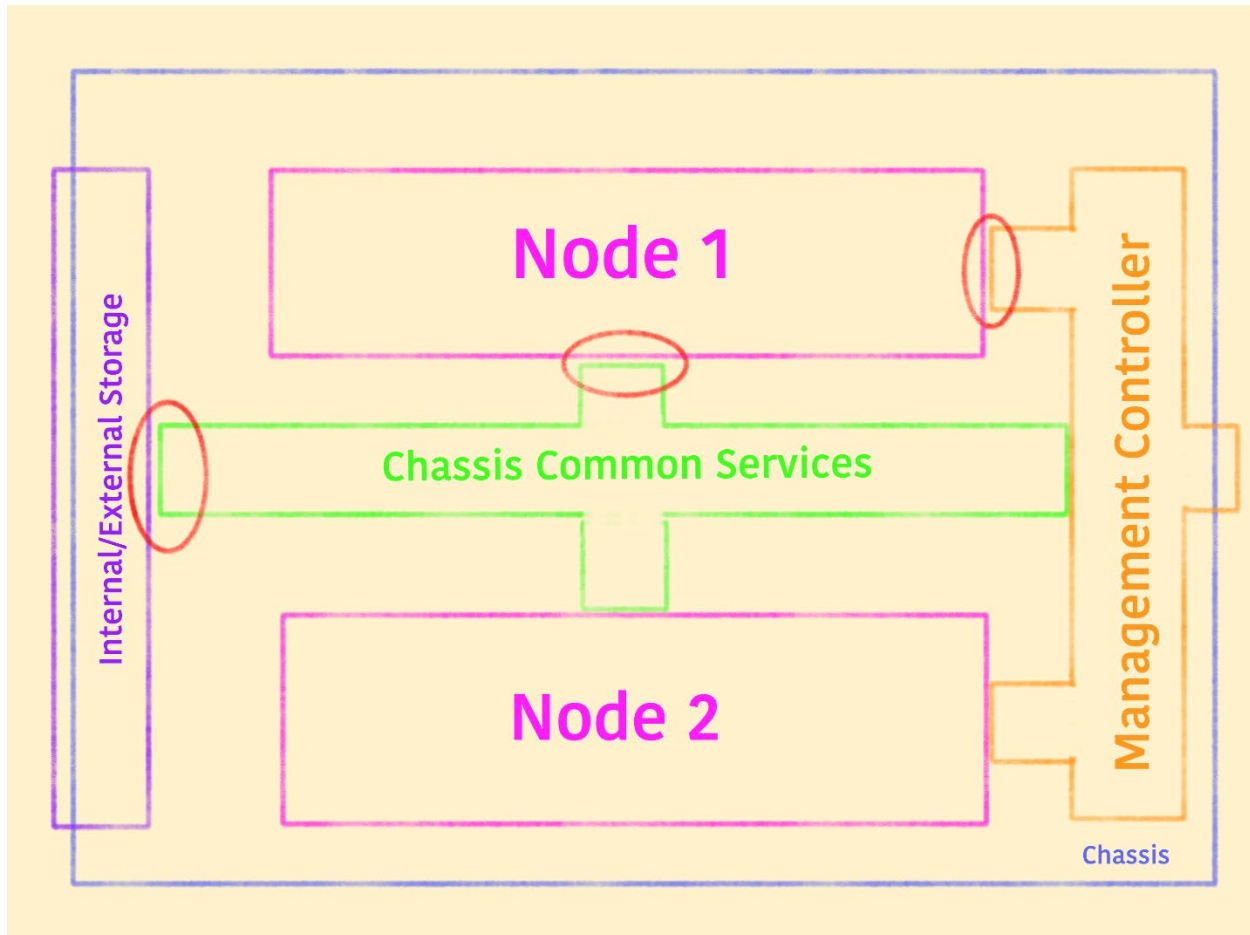 Node 1
Internal/External Storage
Chassis Common Services
Management Controller
Node 2
Chassis